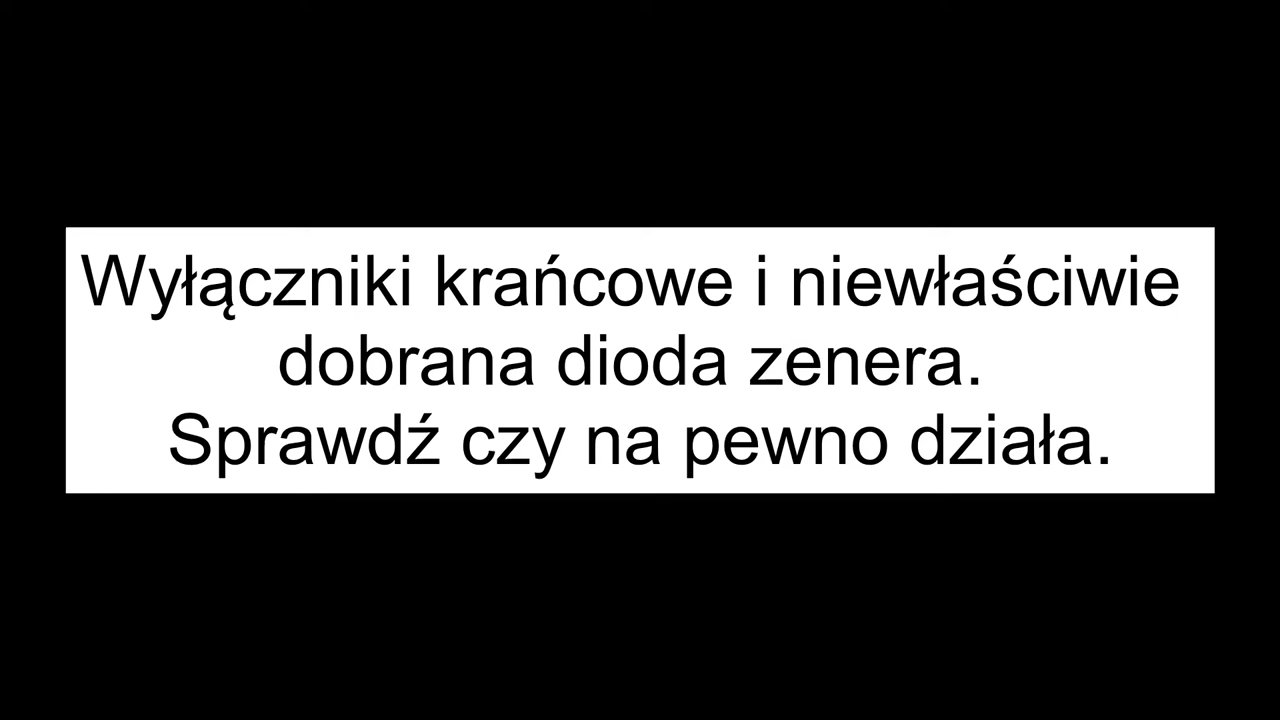 Wyłączniki krańcowe i niewłaściwie
dobrana dioda zenera.
Sprawdź czy na pewno działa.